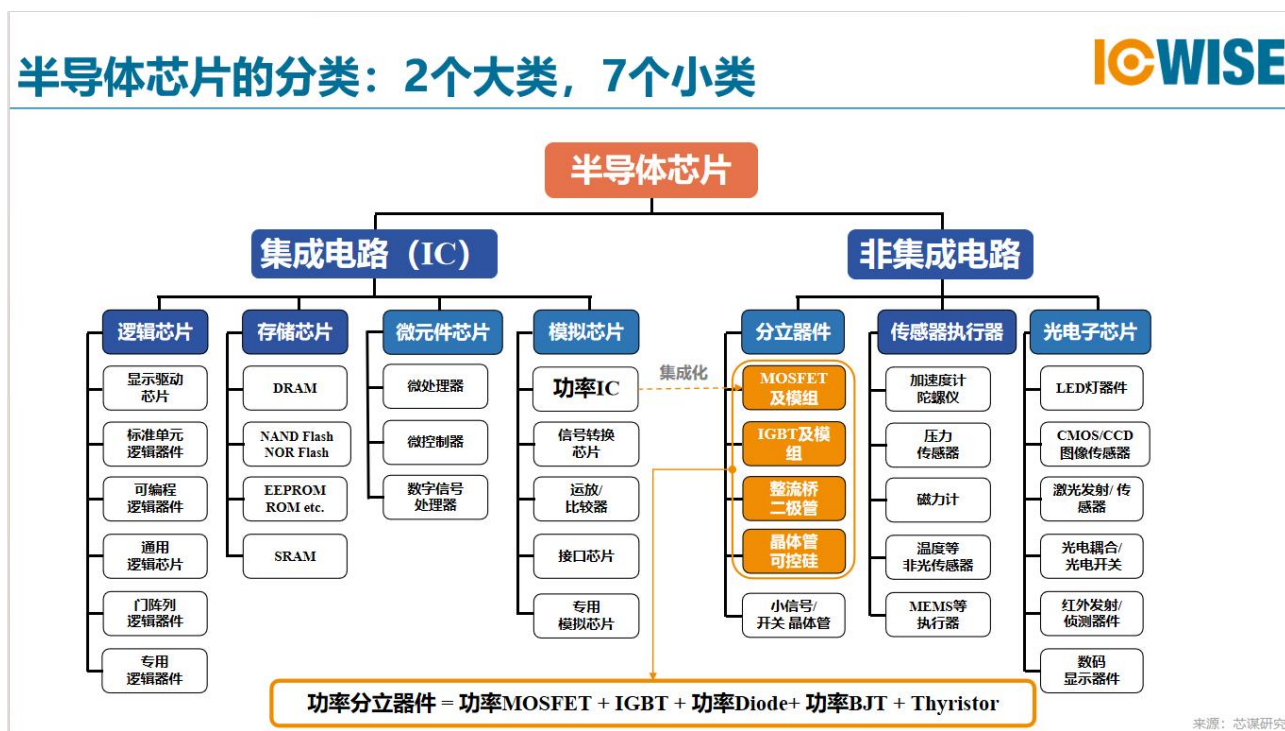 半导体芯片的分类：2个大类，7个小类
ICWISE
半导体芯片
集成电路（IC）
非集成电路
逻辑芯片
显示驱动
芯片
标准单元
逻辑器件
可编程
逻辑器件
通用
逻辑芯片
门阵列
逻辑器件
专用
逻辑器件
存储芯片
DRAM
NAND Flash
NOR Flash
EEPROM
ROM etc.
SRAM
微元件芯片
微处理器
微控制器
数字信号
处理器
模拟芯片
功率IC
信号转换
芯片
运放/
比较器
接口芯片
专用
模拟芯片
集成化
分立器件
MOSFET
及模组
IGBT及模
组
整流桥
二极管
晶体管
可控硅
小信号/
开关 晶体管
传感器执行器
加速度计
陀螺仪
压力
传感器
磁力计
温度等
非光传感器
MEMS等
执行器
光电子芯片
LED灯器件
CMOS/CCD
图像传感器
激光发射/ 传
感器
光电耦合/
光电开关
红外发射/
侦测器件
数码
显示器件
功率分立器件 = 功率MOSFET + IGBT + 功率Diode+ 功率BJT + Thyristor
来源：芯谋研究